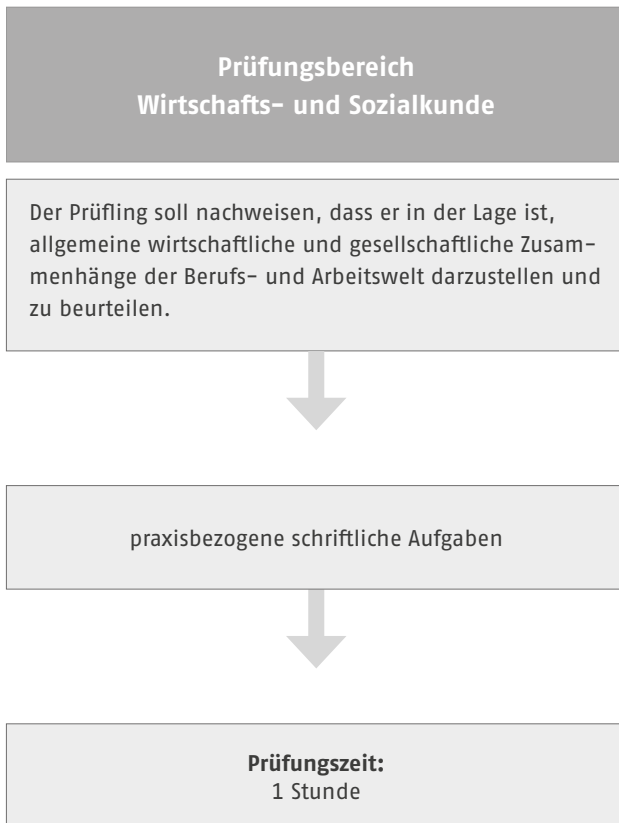 Prüfungsbereich
Wirtschafts- und Sozialkunde
Der Prüfling soll nachweisen, dass er in der Lage ist,
allgemeine wirtschaftliche und gesellschaftliche Zusam-
menhänge der Berufs- und Arbeitswelt darzustellen und
zu beurteilen.
praxisbezogene schriftliche Aufgaben
Prüfungszeit:
1 Stunde